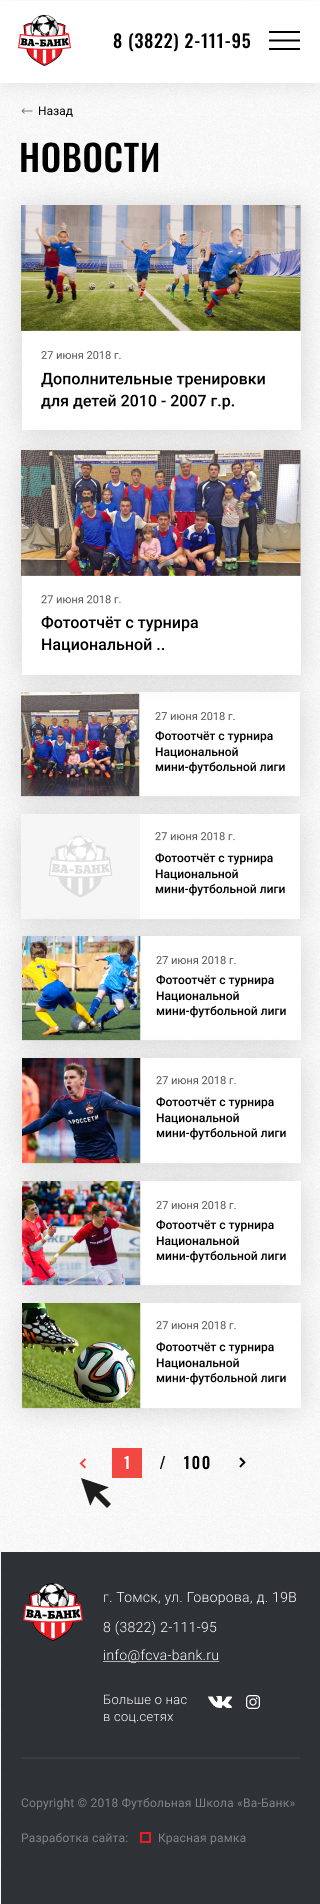 ВА-БАНК
8 (3822) 2-111-95
← Назад
НОВОСТИ
27 июня 2018 г.
Дополнительные тренировки
для детей 2010 - 2007 г.р.
27 июня 2018 г.
Фотоотчёт с турнира
Национальной ..
27 июня 2018 г.
Фотоотчёт с турнира
Национальной
мини-футбольной лиги
ВА-БАНК
27 июня 2018 г.
Фотоотчёт с турнира
Национальной
мини-футбольной лиги
27 июня 2018 г.
Фотоотчёт с турнира
Национальной
мини-футбольной лиги
РОССЕТИ
27 июня 2018 г.
Фотоотчёт с турнира
Национальной
мини-футбольной лиги
27 июня 2018 г.
Фотоотчёт с турнира
Национальной
мини-футбольной лиги
27 июня 2018 г.
Фотоотчёт с турнира
Национальной
мини-футбольной лиги
‹ 1 / 100 ›
ВА-БАНК
г. Томск, ул. Говорова, д. 19В
8 (3822) 2-111-95
info@fcva-bank.ru
Больше о нас
в соц.сетях
Copyright © 2018 Футбольная Школа «Ва-Банк»
Разработка сайта: Красная рамка